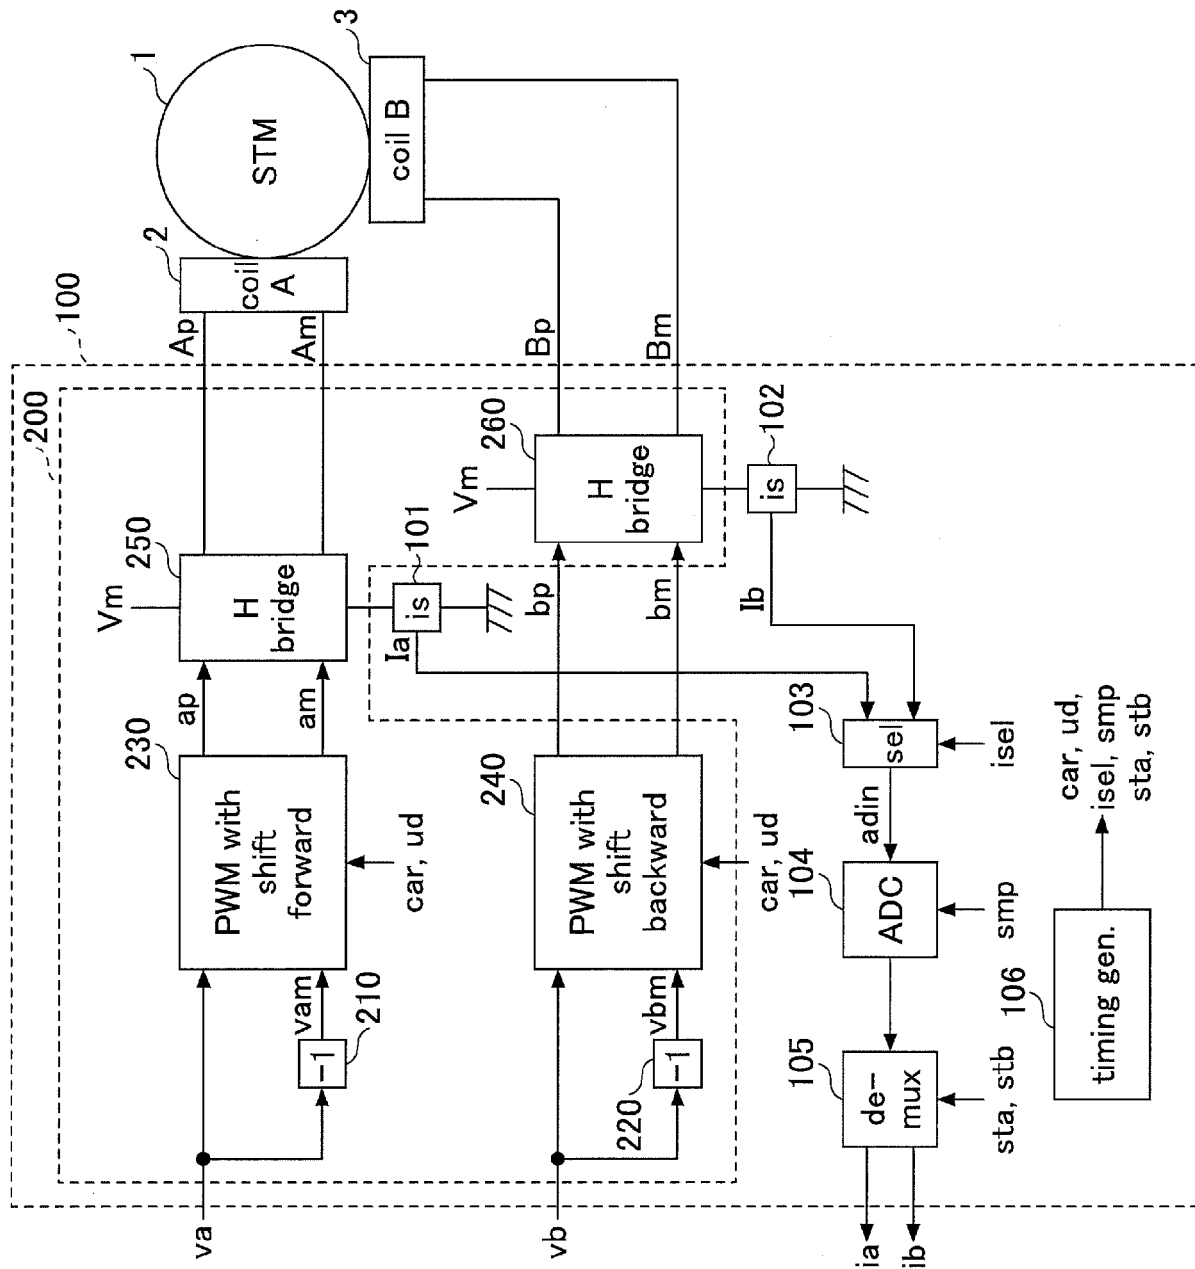 100
200
va
-1
210
vam
PWM with
shift
forward
230
car, ud
ap
am
Vm
H
bridge
250
Ap
Am
coil
A
2
STM
1
coil B
3
is
101
Ia
vb
-1
220
vbm
PWM with
shift
backward
240
car, ud
bp
bm
Vm
H
bridge
260
Bp
Bm
is
102
Ib
sel
103
isel
adin
ADC
104
smp
de-
mux
105
sta, stb
ia
ib
timing gen.
106
car, ud,
isel, smp
sta, stb